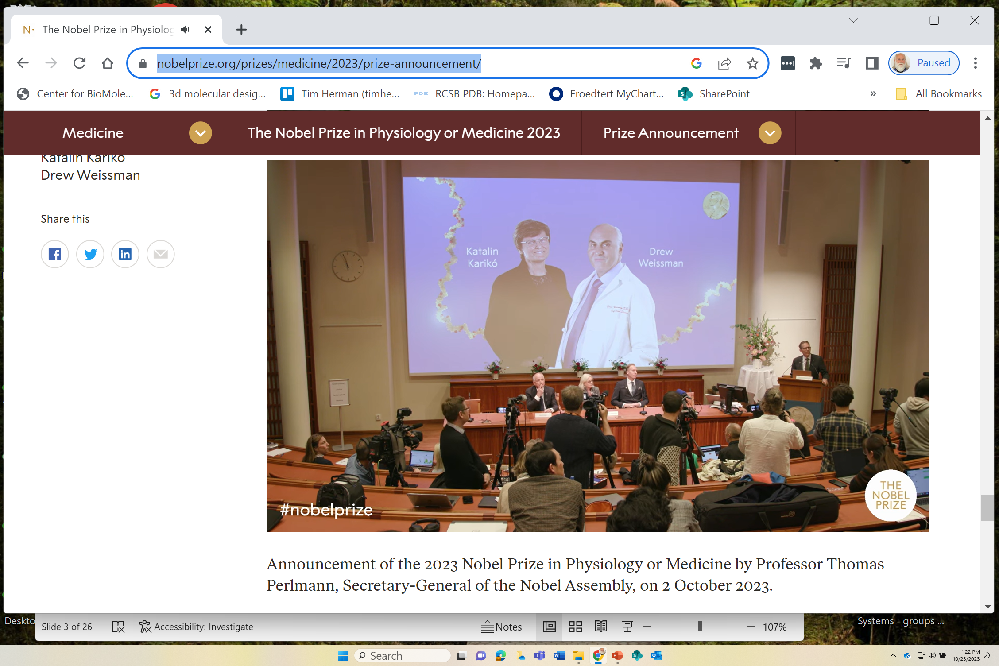 The Nobel Prize in Physiolog
nobelprize.org/prizes/medicine/2023/prize-announcement/
Paused
Center for BioMole...
3d molecular desig...
Tim Herman (timhe...
PDB
RCSB PDB: Homepa...
Froedtert MyChart...
SharePoint
»
All Bookmarks
Medicine
The Nobel Prize in Physiology or Medicine 2023
Prize Announcement
Katalin Karikó
Drew Weissman
Share this
Katalin
Karikó
Drew
Weissman
#nobelprize
THE
NOBEL
PRIZE
Announcement of the 2023 Nobel Prize in Physiology or Medicine by Professor Thomas
Perlmann, Secretary-General of the Nobel Assembly, on 2 October 2023.
Deskto
Systems
groups ...
Slide 3 of 26
Accessibility: Investigate
Notes
107%
Search
1:22 PM
10/23/2023